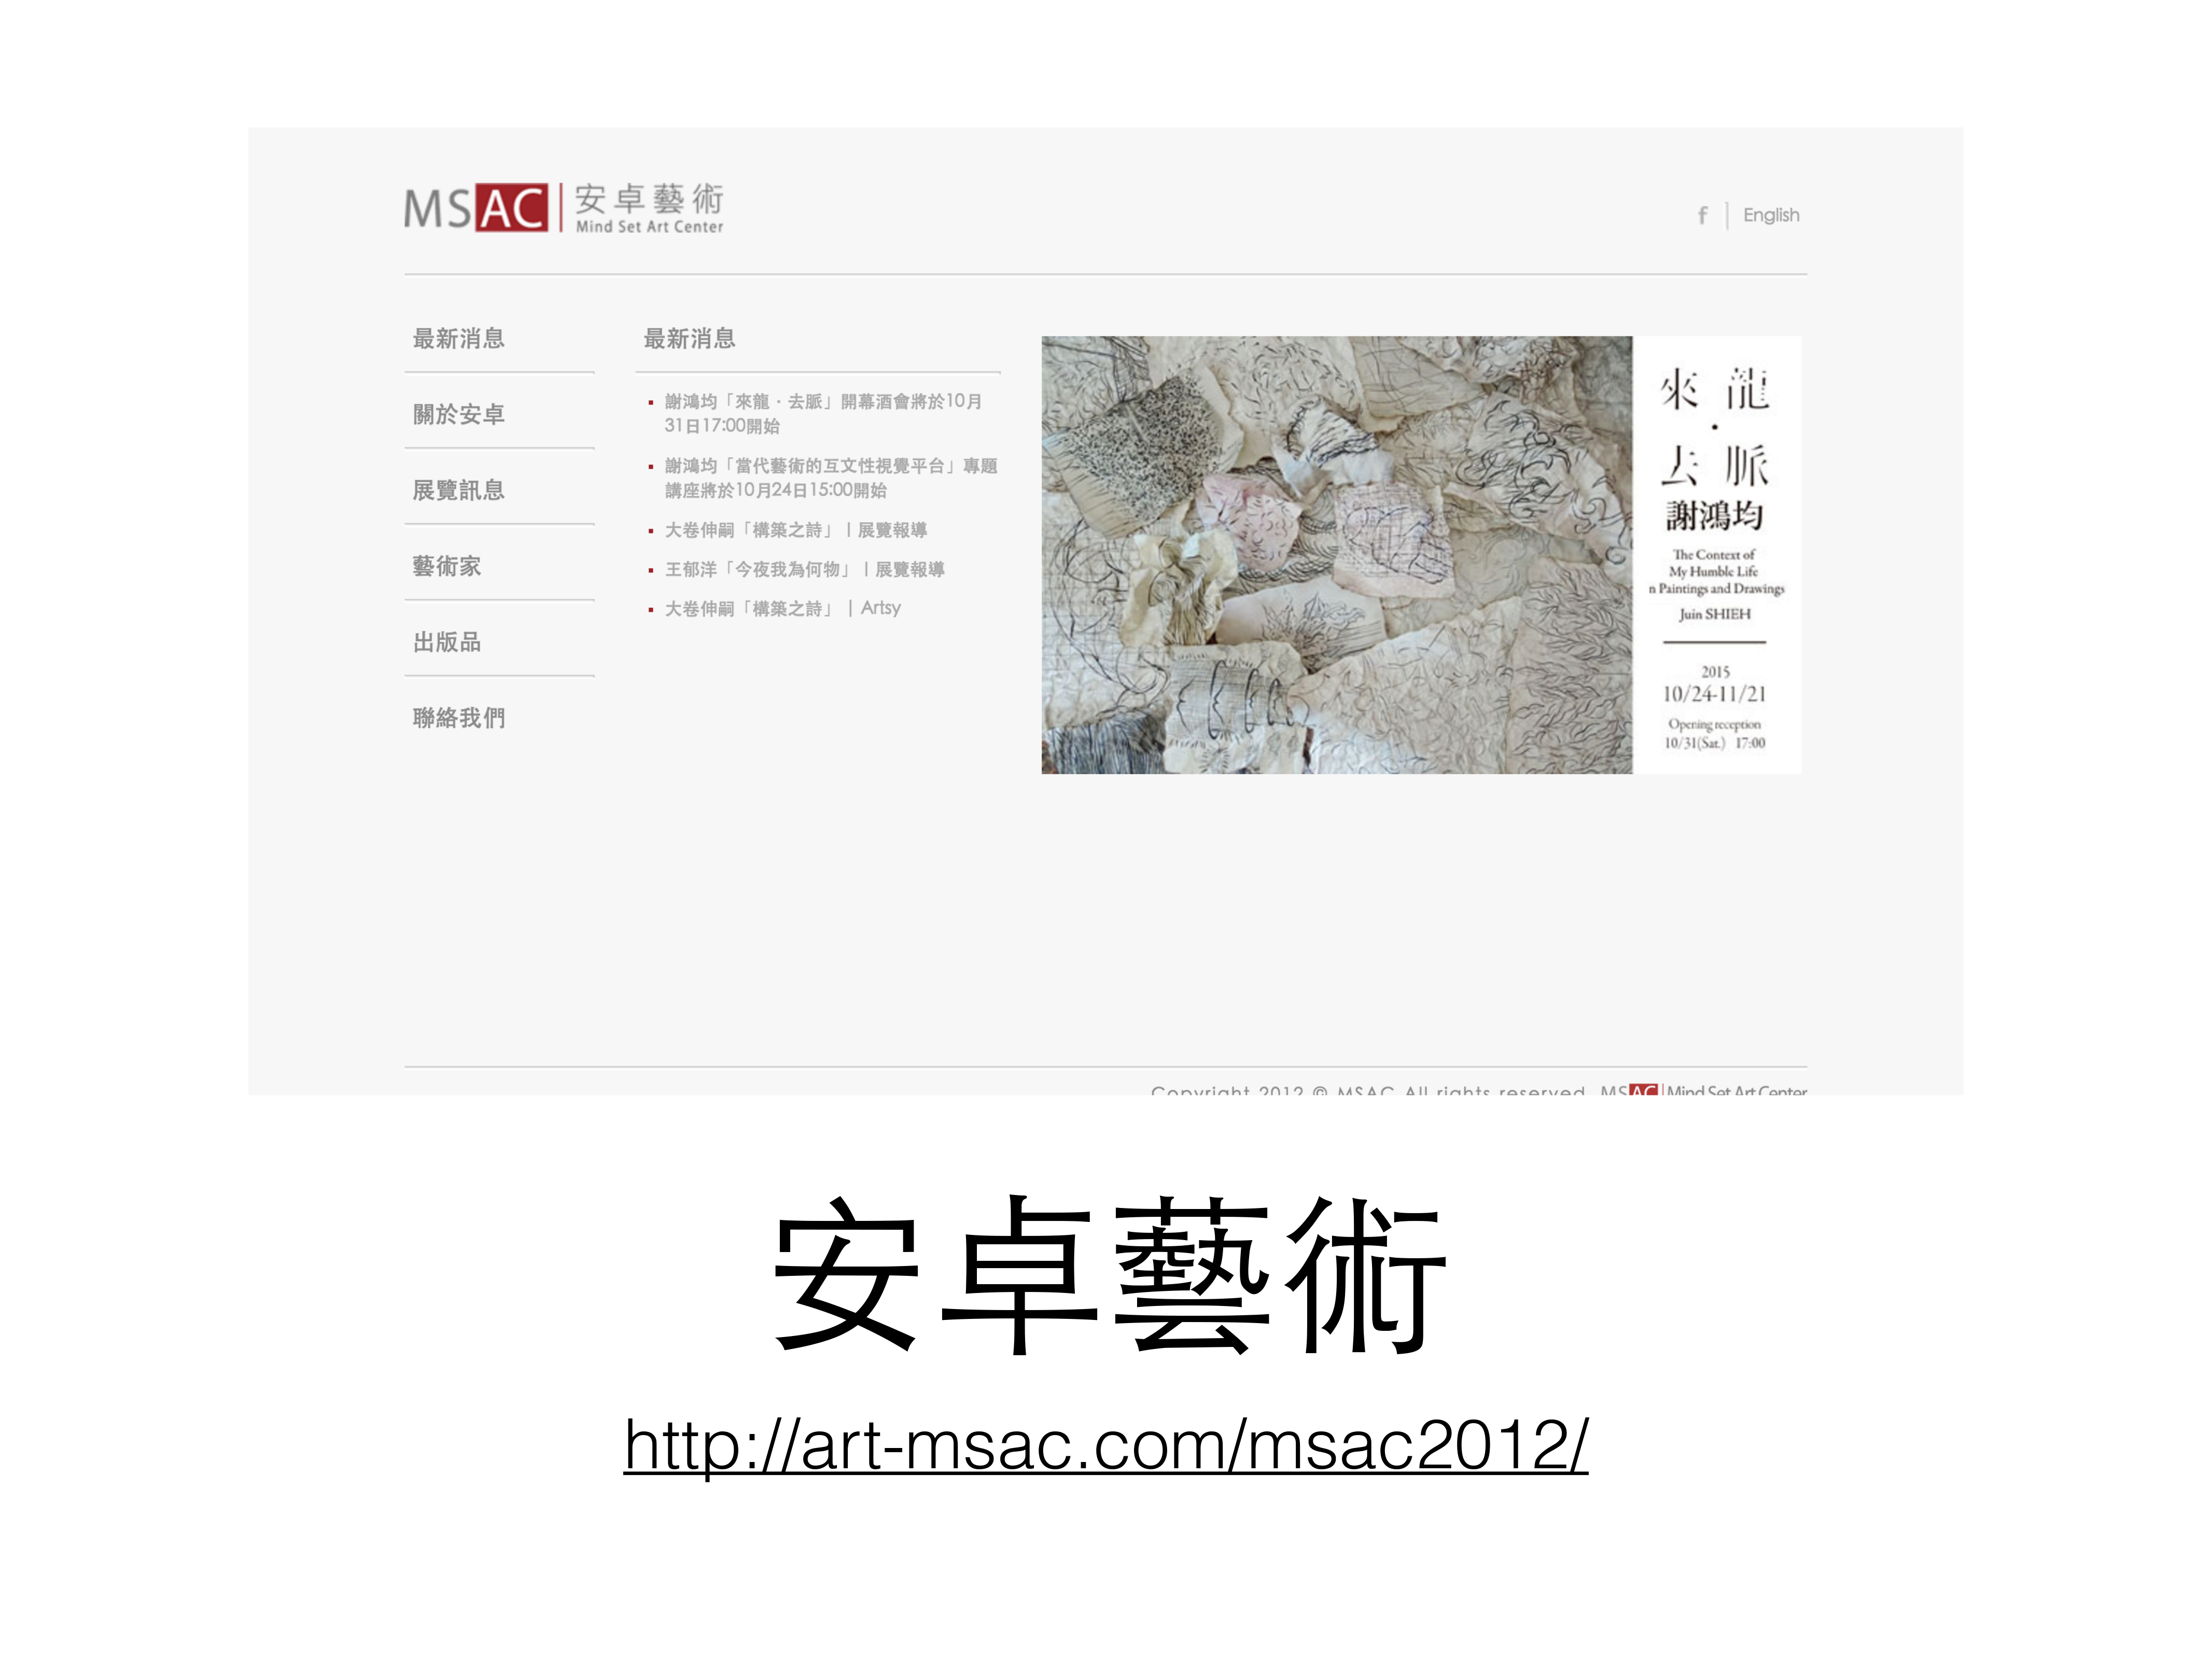 MSAC 安卓藝術
Mind Set Art Center
f English
最新消息
關於安卓
展覽訊息
藝術家
出版品
聯絡我們
最新消息
謝鴻均「來龍·去脈」開幕酒會將於10月
31日17:00開始
謝鴻均「當代藝術的互文性視覺平台」專題
講座將於10月24日15:00開始
大卷伸嗣「構築之詩」 | 展覽報導
王郁洋「今夜我為何物」 | 展覽報導
大卷伸嗣「構築之詩」 | Artsy
來龍
·
去脈
謝鴻均
The Context of
My Humble Life
n Paintings and Drawings
Juin SHIEH
2015
10/24-11/21
Opening reception
10/31(Sat.) 17:00
Copyright 2012 © MSAC All rights reserved MSAC Mind Set Art Center
安卓藝術
http://art-msac.com/msac2012/